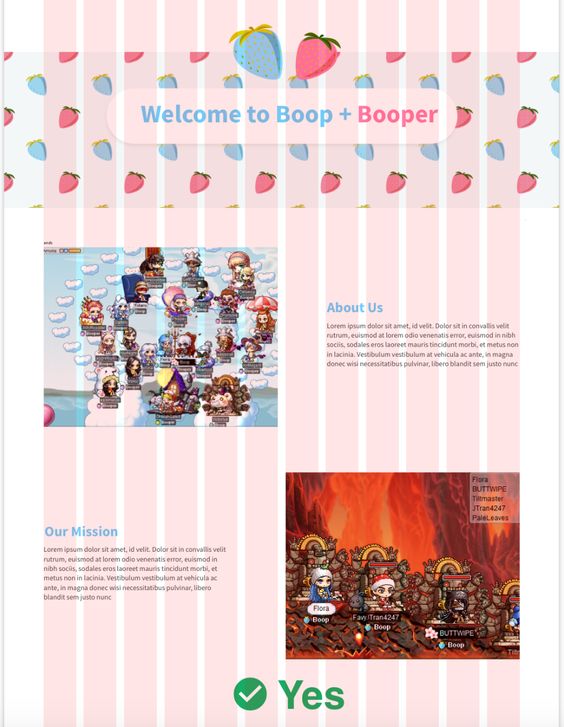 Welcome to Boop + Booper
About Us
Lorem ipsum dolor sit amet, id velit. Dolor sit in convallis velit
rutrum, euismod at lorem odio venenatis error, euismod in nibh
sociis, sodales eros laoreet mauris tincidunt morbi, et metus non
in lacinia. Vestibulum vestibulum at vehicula ac ante, in magna
donec wisi necessitatibus pulvinar, libero blandit sem justo nunc
Flora
BUTTWIPE
Tiltmaster
JTran4247
PaleLeaves
Our Mission
Lorem ipsum dolor sit amet, id velit. Dolor sit in convallis velit
rutrum, euismod at lorem odio venenatis error, euismod in
nibh sociis, sodales eros laoreet mauris tincidunt morbi, et
metus non in lacinia. Vestibulum vestibulum at vehicula ac
ante, in magna donec wisi necessitatibus pulvinar, libero
blandit sem justo nunc
Flora
Boop
JTran4247
Boop
BUTTWIPE
Boop
Yes